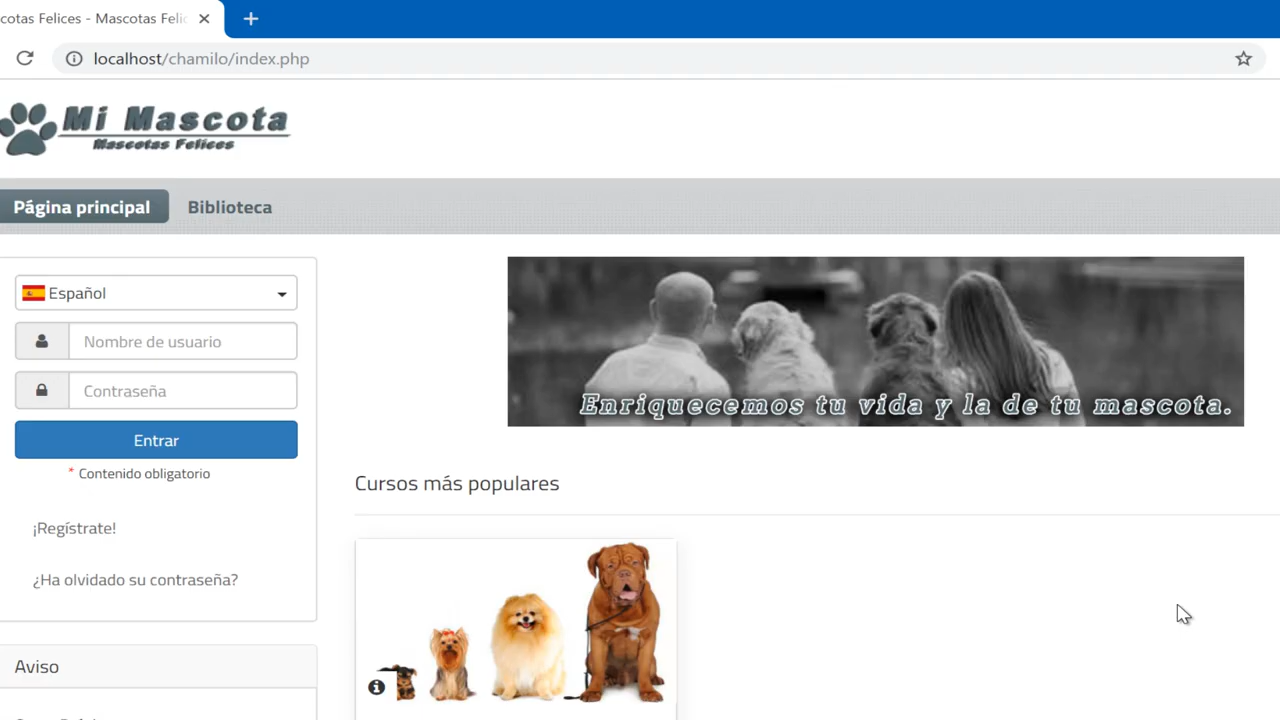 cotas Felices - Mascotas Felic
localhost/chamilo/index.php
Mi Mascota
Mascotas Felices
Página principal
Biblioteca
Español
Nombre de usuario
Contraseña
Entrar
* Contenido obligatorio
¡Regístrate!
¿Ha olvidado su contraseña?
Aviso
Enriquecemos tu vida y la de tu mascota.
Cursos más populares